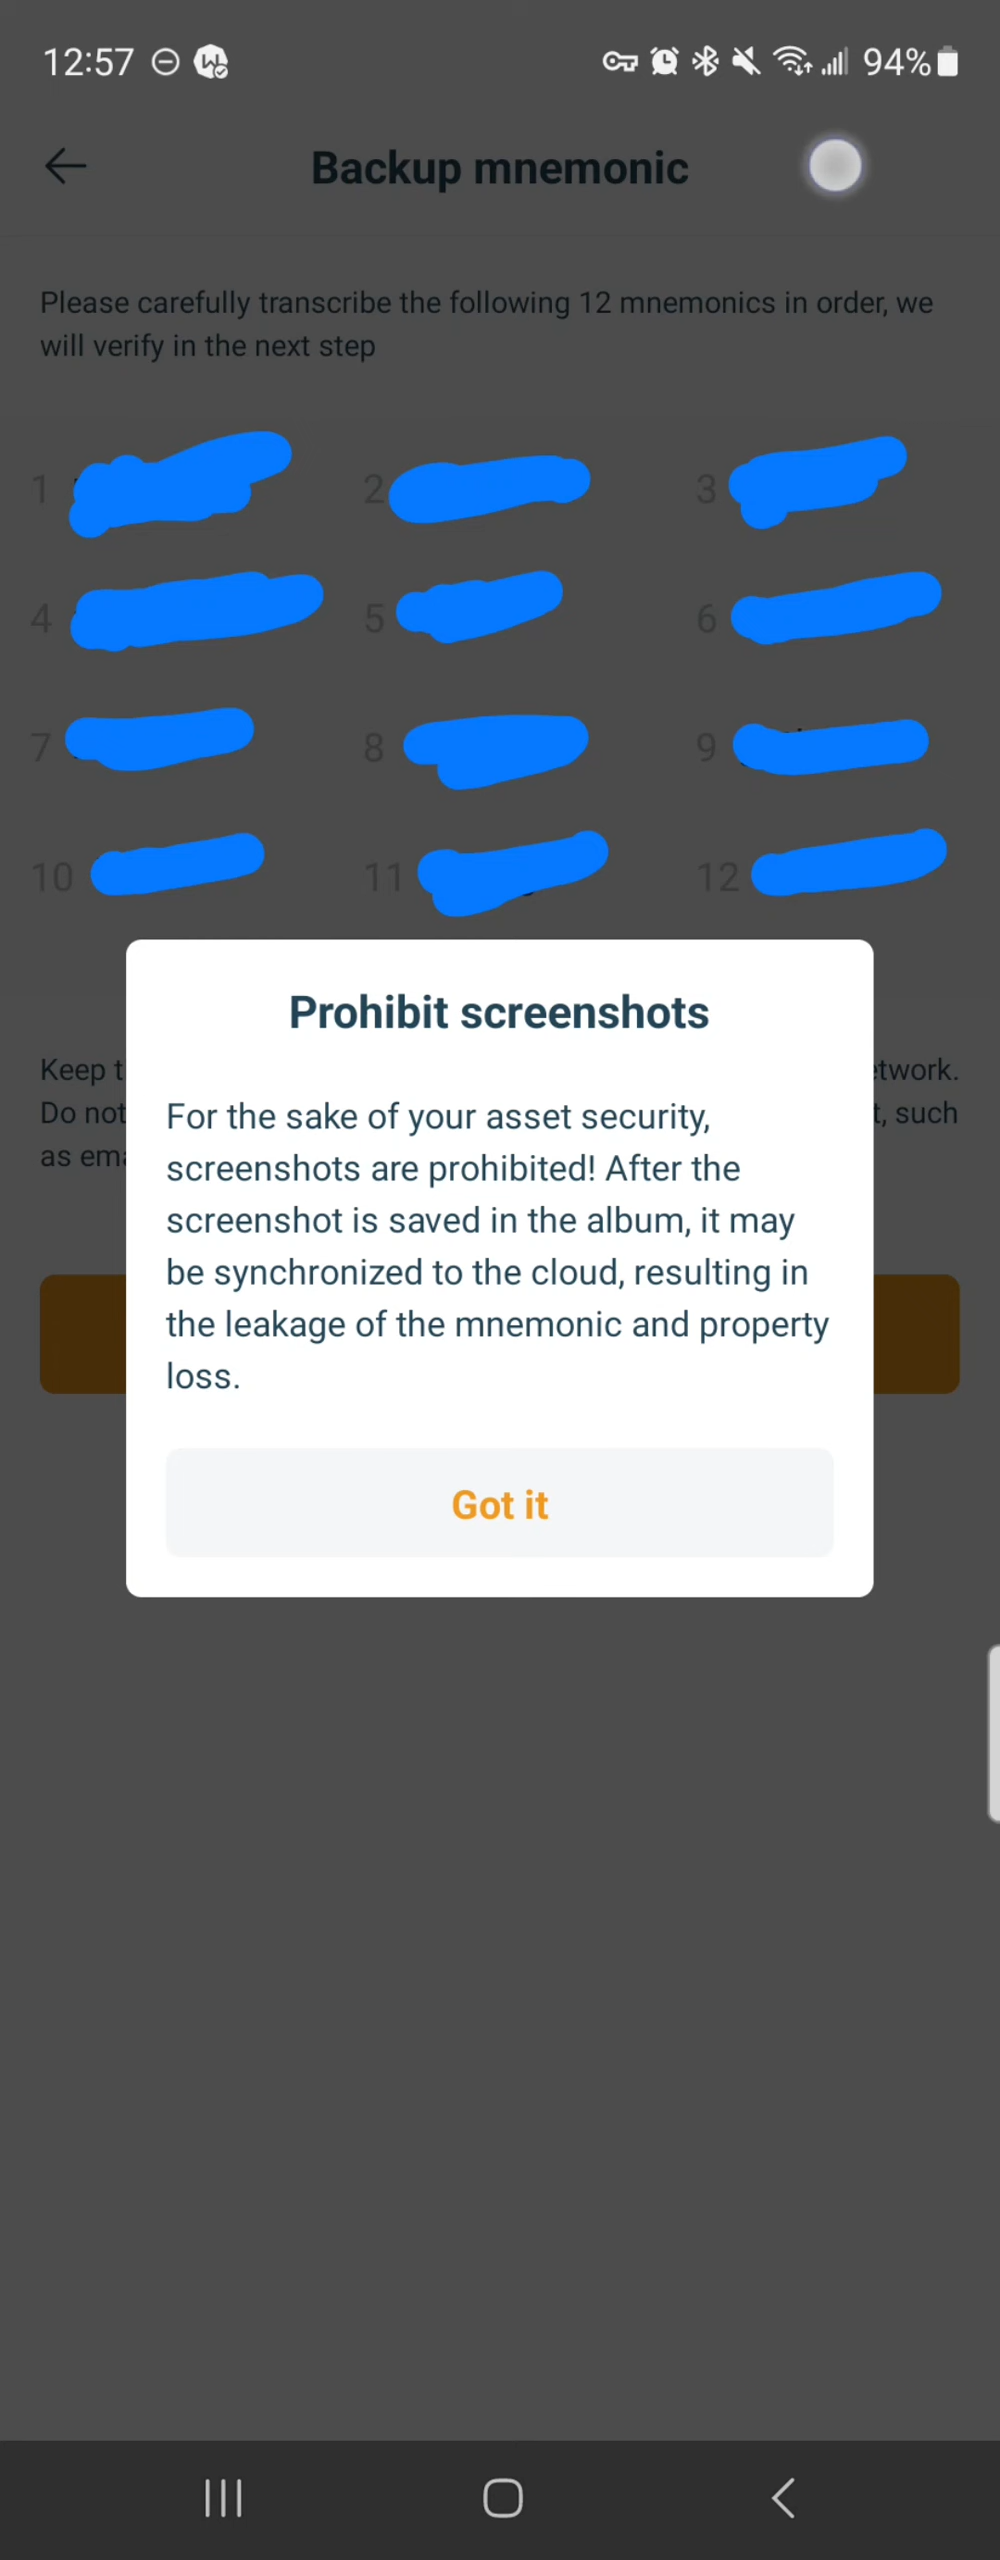 12:57
94%
Backup mnemonic
Please carefully transcribe the following 12 mnemonics in order, we
will verify in the next step
1 2 3
4 5 6
7 8 9
10 11 12
Prohibit screenshots
Keep t etwork.
For the sake of your asset security,
Do not t, such
screenshots are prohibited! After the
as ema
screenshot is saved in the album, it may
be synchronized to the cloud, resulting in
the leakage of the mnemonic and property
loss.
Got it